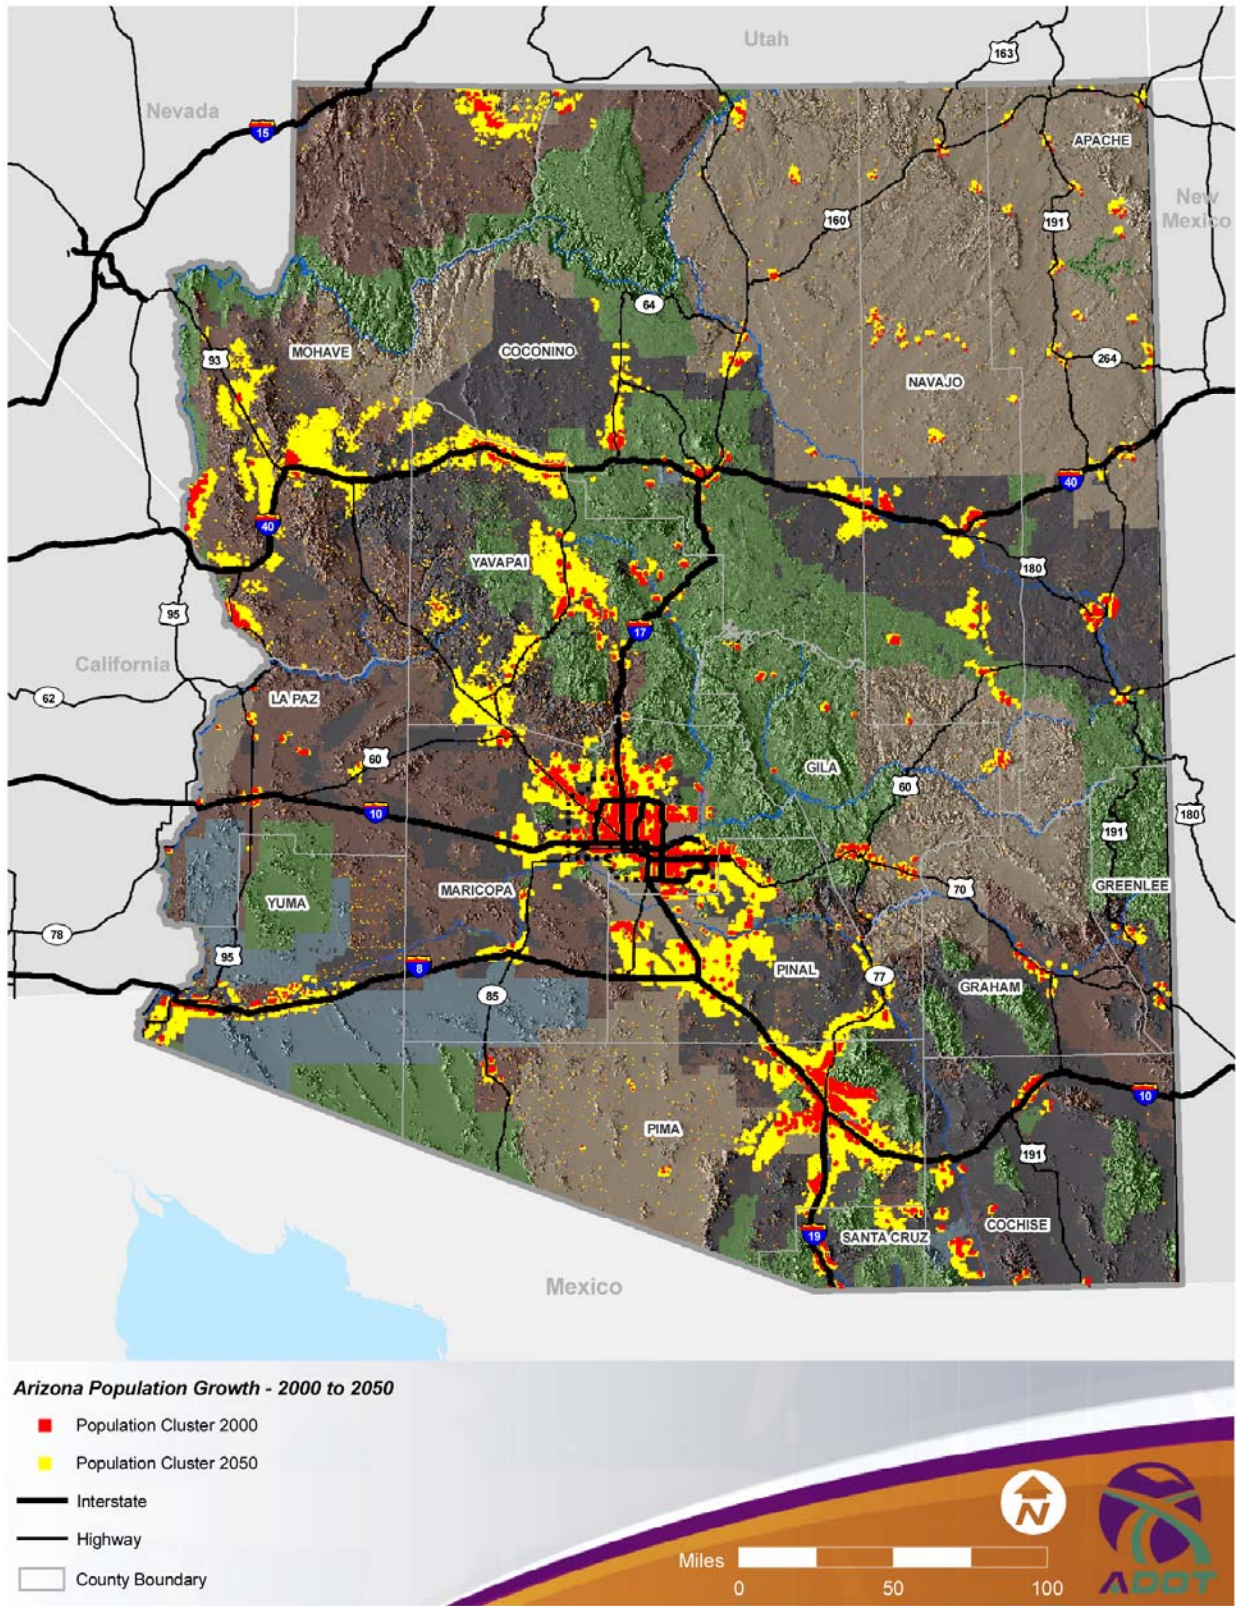 Utah
163
Nevada
15
APACHE
New
Mexico
160
191
64
93
MOHAVE
COCONINO
264
NAVAJO
40
40
YAVAPAI
180
95
17
California
62
LA PAZ
60
GILA
60
10
180
191
MARICOPA
70
GREENLEE
YUMA
78
95
8
PINAL
77
GRAHAM
85
10
PIMA
191
COCHISE
19
SANTA CRUZ
Mexico
Arizona Population Growth - 2000 to 2050
Population Cluster 2000
Population Cluster 2050
Interstate
Highway
County Boundary
N
Miles
0 50 100
ADOT